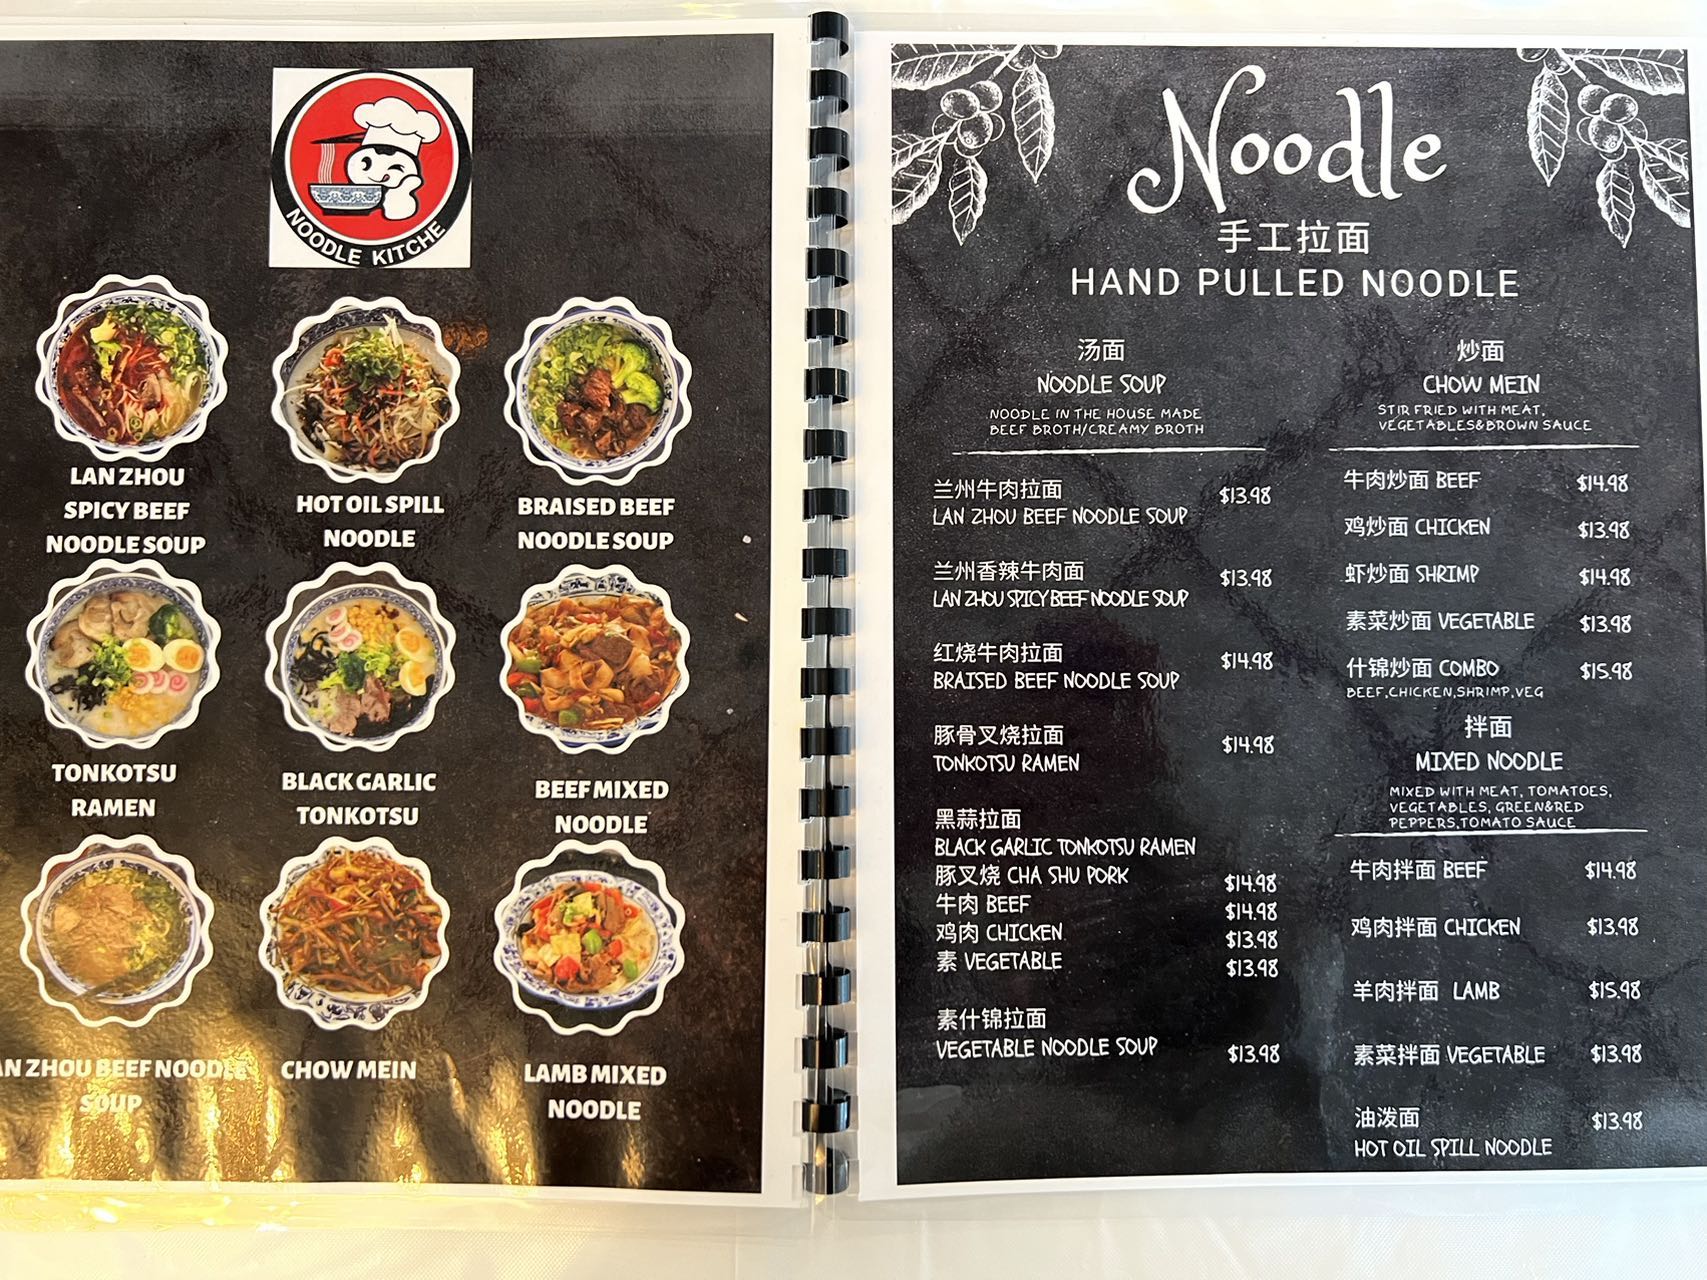 NOODLE KITCHE
LAN ZHOU
SPICY BEEF
NOODLE SOUP
HOT OIL SPILL
NOODLE
BRAISED BEEF
NOODLE SOUP
TONKOTSU
RAMEN
BLACK GARLIC
TONKOTSU
BEEF MIXED
NOODLE
AN ZHOU BEEF NOODLE
SOUP
CHOW MEIN
LAMB MIXED
NOODLE
Noodle
手工拉面
HAND PULLED NOODLE
汤面
NOODLE SOUP
NOODLE IN THE HOUSE MADE
BEEF BROTH/CREAMY BROTH
兰州牛肉拉面
LAN ZHOU BEEF NOODLE SOUP $13.98
兰州香辣牛肉面
LAN ZHOU SPICY BEEF NOODLE SOUP $13.98
红烧牛肉拉面
BRAISED BEEF NOODLE SOUP $14.98
豚骨叉烧拉面
TONKOTSU RAMEN $14.98
黑蒜拉面
BLACK GARLIC TONKOTSU RAMEN
豚叉烧 CHA SHU PORK $14.98
牛肉 BEEF $14.98
鸡肉 CHICKEN $13.98
素 VEGETABLE $13.98
素什锦拉面
VEGETABLE NOODLE SOUP $13.98
炒面
CHOW MEIN
STIR FRIED WITH MEAT,
VEGETABLES&BROWN SAUCE
牛肉炒面 BEEF $14.98
鸡炒面 CHICKEN $13.98
虾炒面 SHRIMP $14.98
素菜炒面 VEGETABLE $13.98
什锦炒面 COMBO $15.98
BEEF,CHICKEN,SHRIMP,VEG
拌面
MIXED NOODLE
MIXED WITH MEAT, TOMATOES,
VEGETABLES, GREEN&RED
PEPPERS,TOMATO SAUCE
牛肉拌面 BEEF $14.98
鸡肉拌面 CHICKEN $13.98
羊肉拌面 LAMB $15.98
素菜拌面 VEGETABLE $13.98
油泼面 $13.98
HOT OIL SPILL NOODLE